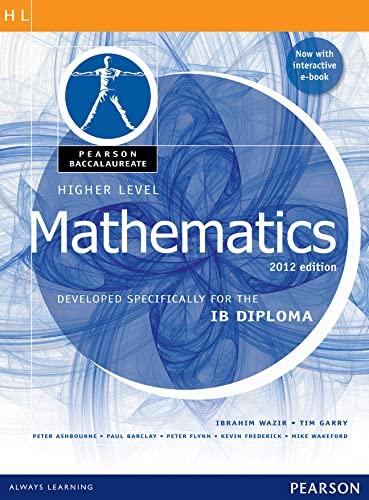 HL
Now with
interactive
e-book
PEARSON
BACCALAUREATE
HIGHER LEVEL
Mathematics
2012 edition
DEVELOPED SPECIFICALLY FOR THE
IB DIPLOMA
IBRAHIM WAZIR • TIM GARRY
PETER ASHBOURNE • PAUL BARCLAY • PETER FLYNN • KEVIN FREDERICK • MIKE WAKEFORD
ALWAYS LEARNING
PEARSON